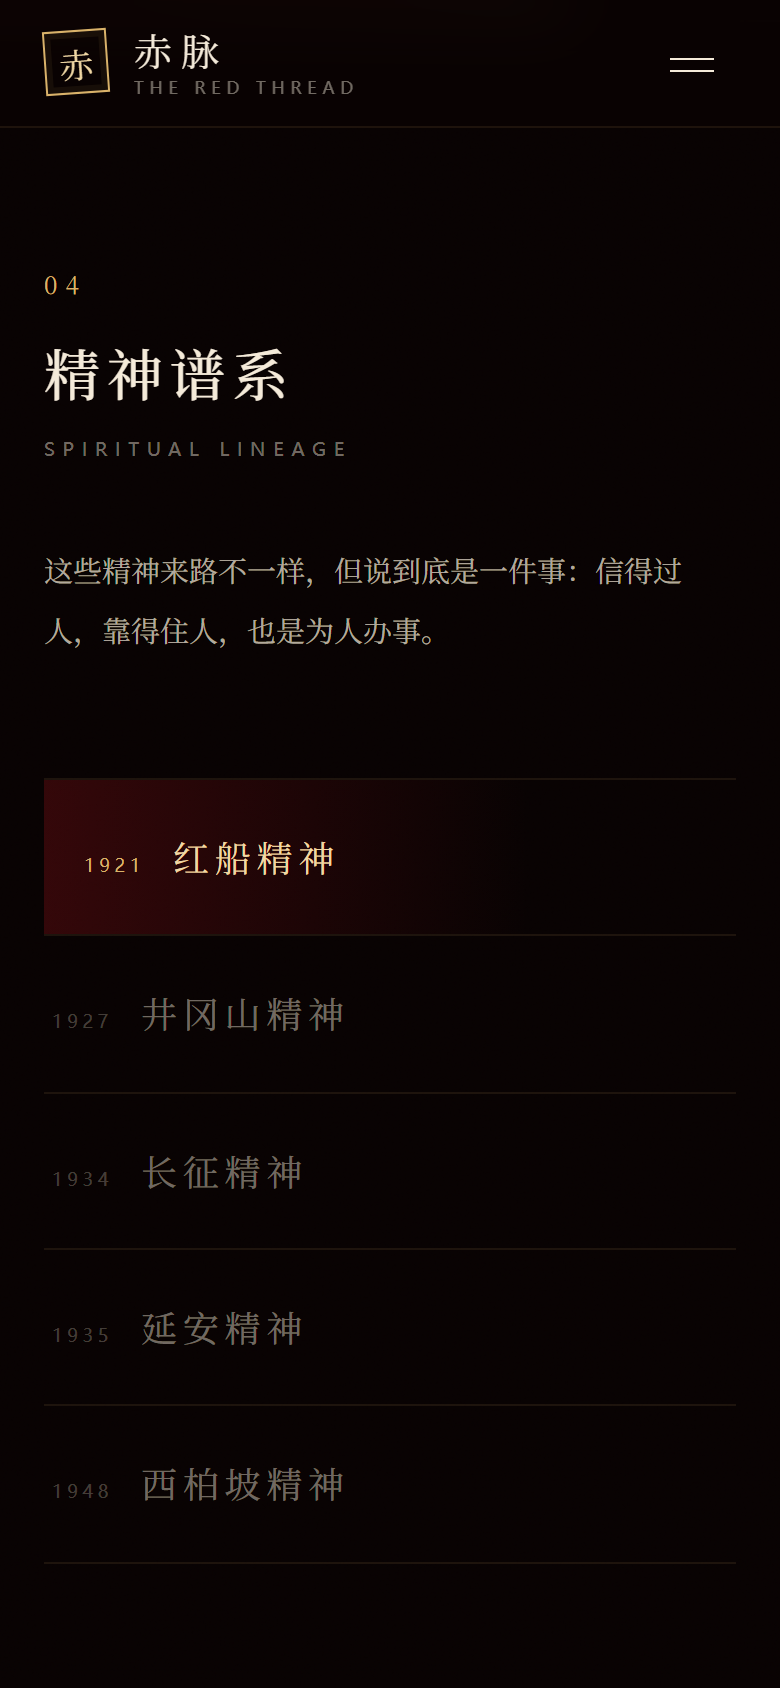 赤
赤脉
THE RED THREAD
04
精神谱系
SPIRITUAL LINEAGE
这些精神来路不一样，但说到底是一件事：信得过
人，靠得住人，也是为人办事。
1921 红船精神
1927 井冈山精神
1934 长征精神
1935 延安精神
1948 西柏坡精神